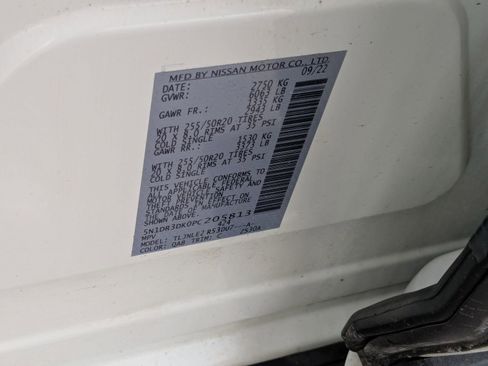 MFD BY NISSAN MOTOR CO., LTD.
DATE: 09/22
GVWR: 2750 KG
6063 LB
GAWR FR.: 1335 KG
2943 LB
WITH 255/50R20 TIRES
20 X 8.0 RIMS AT 35 PSI
COLD SINGLE
GAWR RR.: 1530 KG
3373 LB
WITH 255/50R20 TIRES
20 X 8.0 RIMS AT 35 PSI
COLD SINGLE
THIS VEHICLE CONFORMS TO
ALL APPLICABLE FEDERAL
MOTOR VEHICLE SAFETY AND
THEFT PREVENTION
STANDARDS IN EFFECT ON
THE DATE OF MANUFACTURE
SHOWN ABOVE.
5N1DR3DK0PC205813
MPV 424
MODEL: TLJNLEZ R53DU7---A-
COLOR: QAB TRIM: C